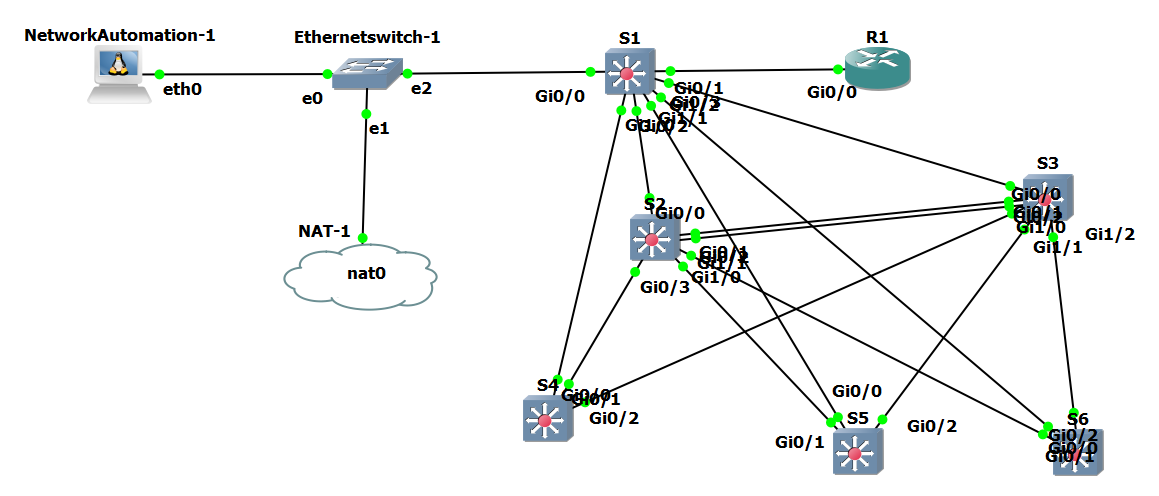 NetworkAutomation-1
eth0
Ethernetswitch-1
e0
e2
e1
NAT-1
nat0
S1
Gi0/0
Gi0/1
Gi0/3
Gi1/2
Gi1/1
Gi1/0
Gi0/2
R1
Gi0/0
S3
Gi0/0
Gi0/1
Gi0/2
Gi1/0
Gi1/1
Gi1/2
S2
Gi0/0
Gi0/1
Gi0/2
Gi1/1
Gi1/0
Gi0/3
S4
Gi0/0
Gi0/1
Gi0/2
Gi0/0
S5
Gi0/1
Gi0/2
S6
Gi0/2
Gi0/0
Gi0/1